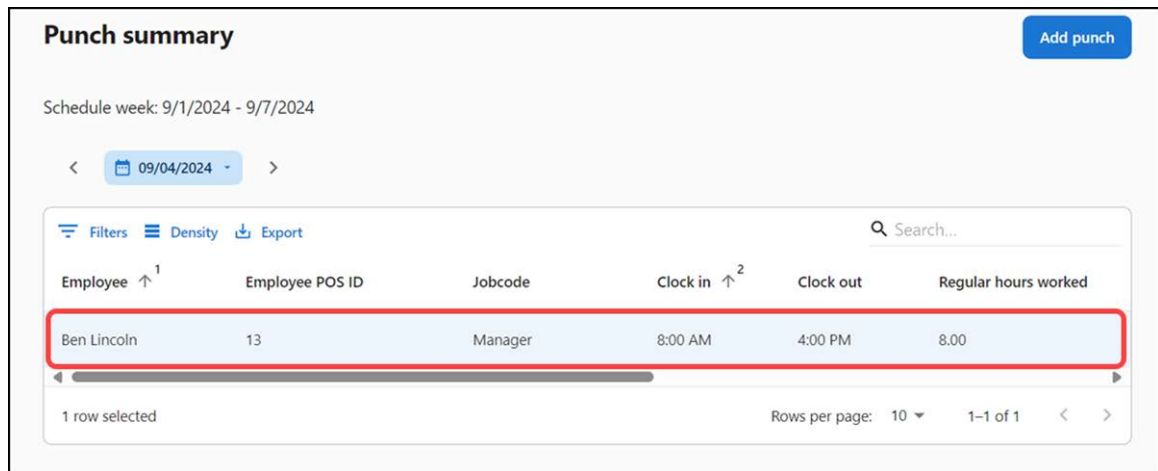 Punch summary
Add punch
Schedule week: 9/1/2024 - 9/7/2024
09/04/2024
Filters Density Export Search...
Employee 1 Employee POS ID Jobcode Clock in 2 Clock out Regular hours worked
Ben Lincoln 13 Manager 8:00 AM 4:00 PM 8.00
1 row selected Rows per page: 10 1–1 of 1